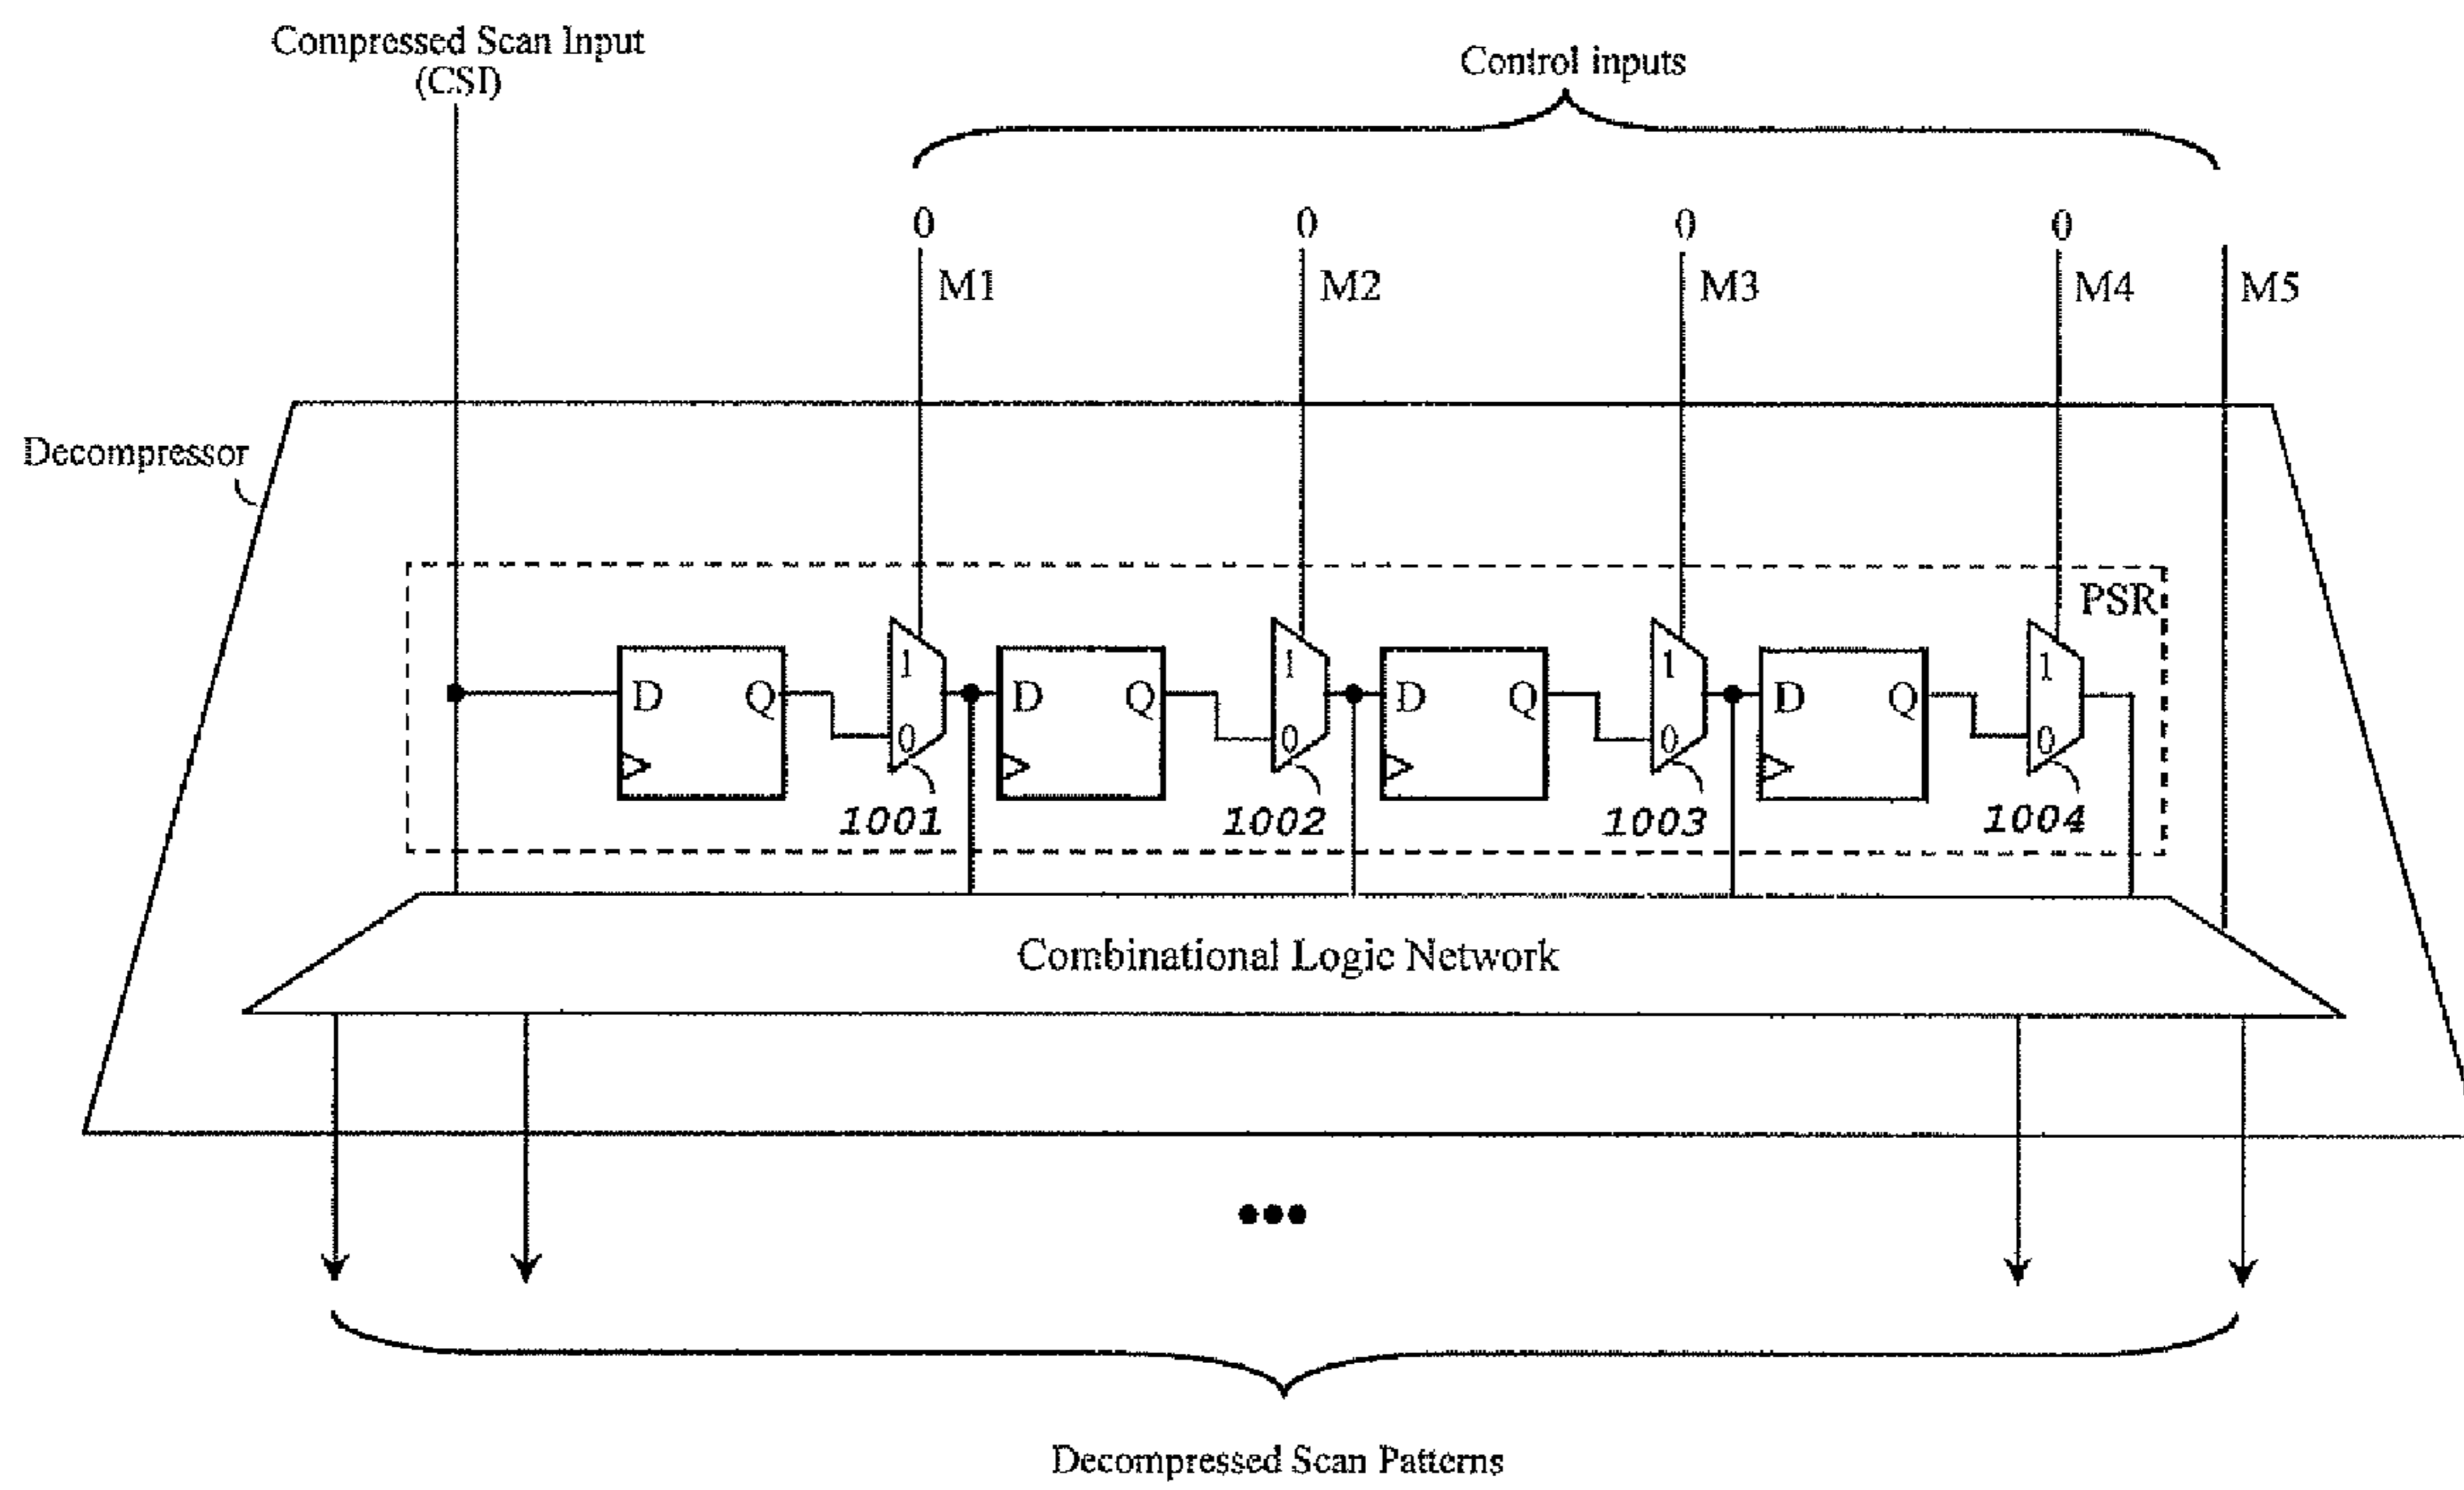 Compressed Scan Input
(CSI)
Control inputs
0 0 0 0
M1 M2 M3 M4 M5
Decompressor
PSR
1 1 1 1
D Q D Q D Q D Q
0 0 0 0
1001 1002 1003 1004
Combinational Logic Network
Decompressed Scan Patterns